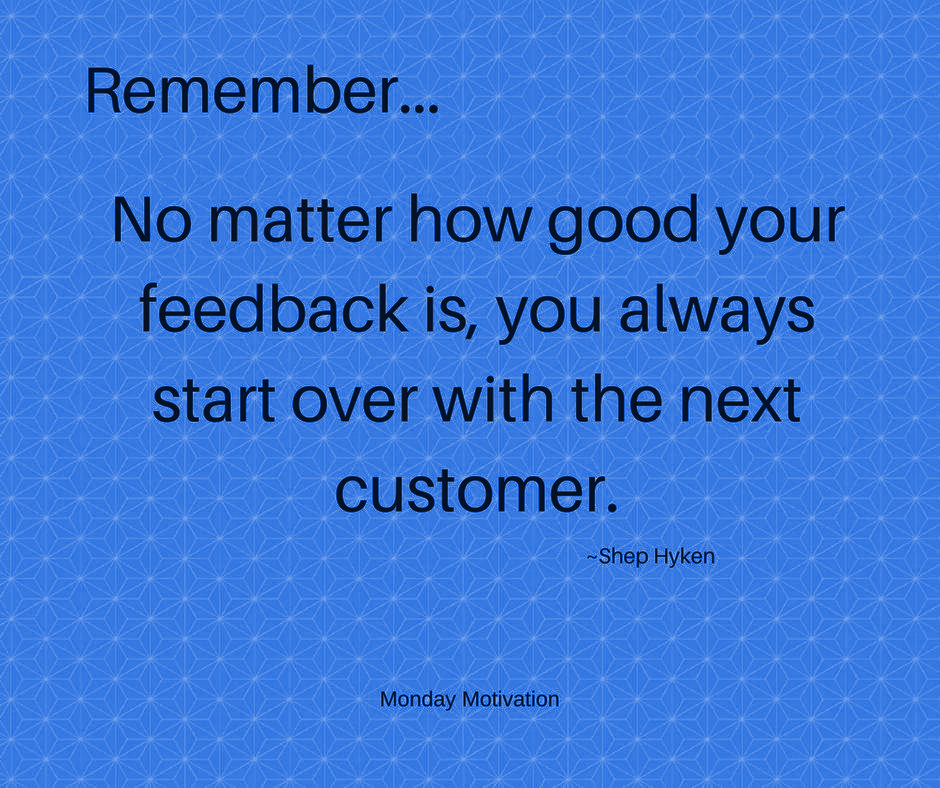 Remember...
No matter how good your
feedback is, you always
start over with the next
customer.
~Shep Hyken
Monday Motivation